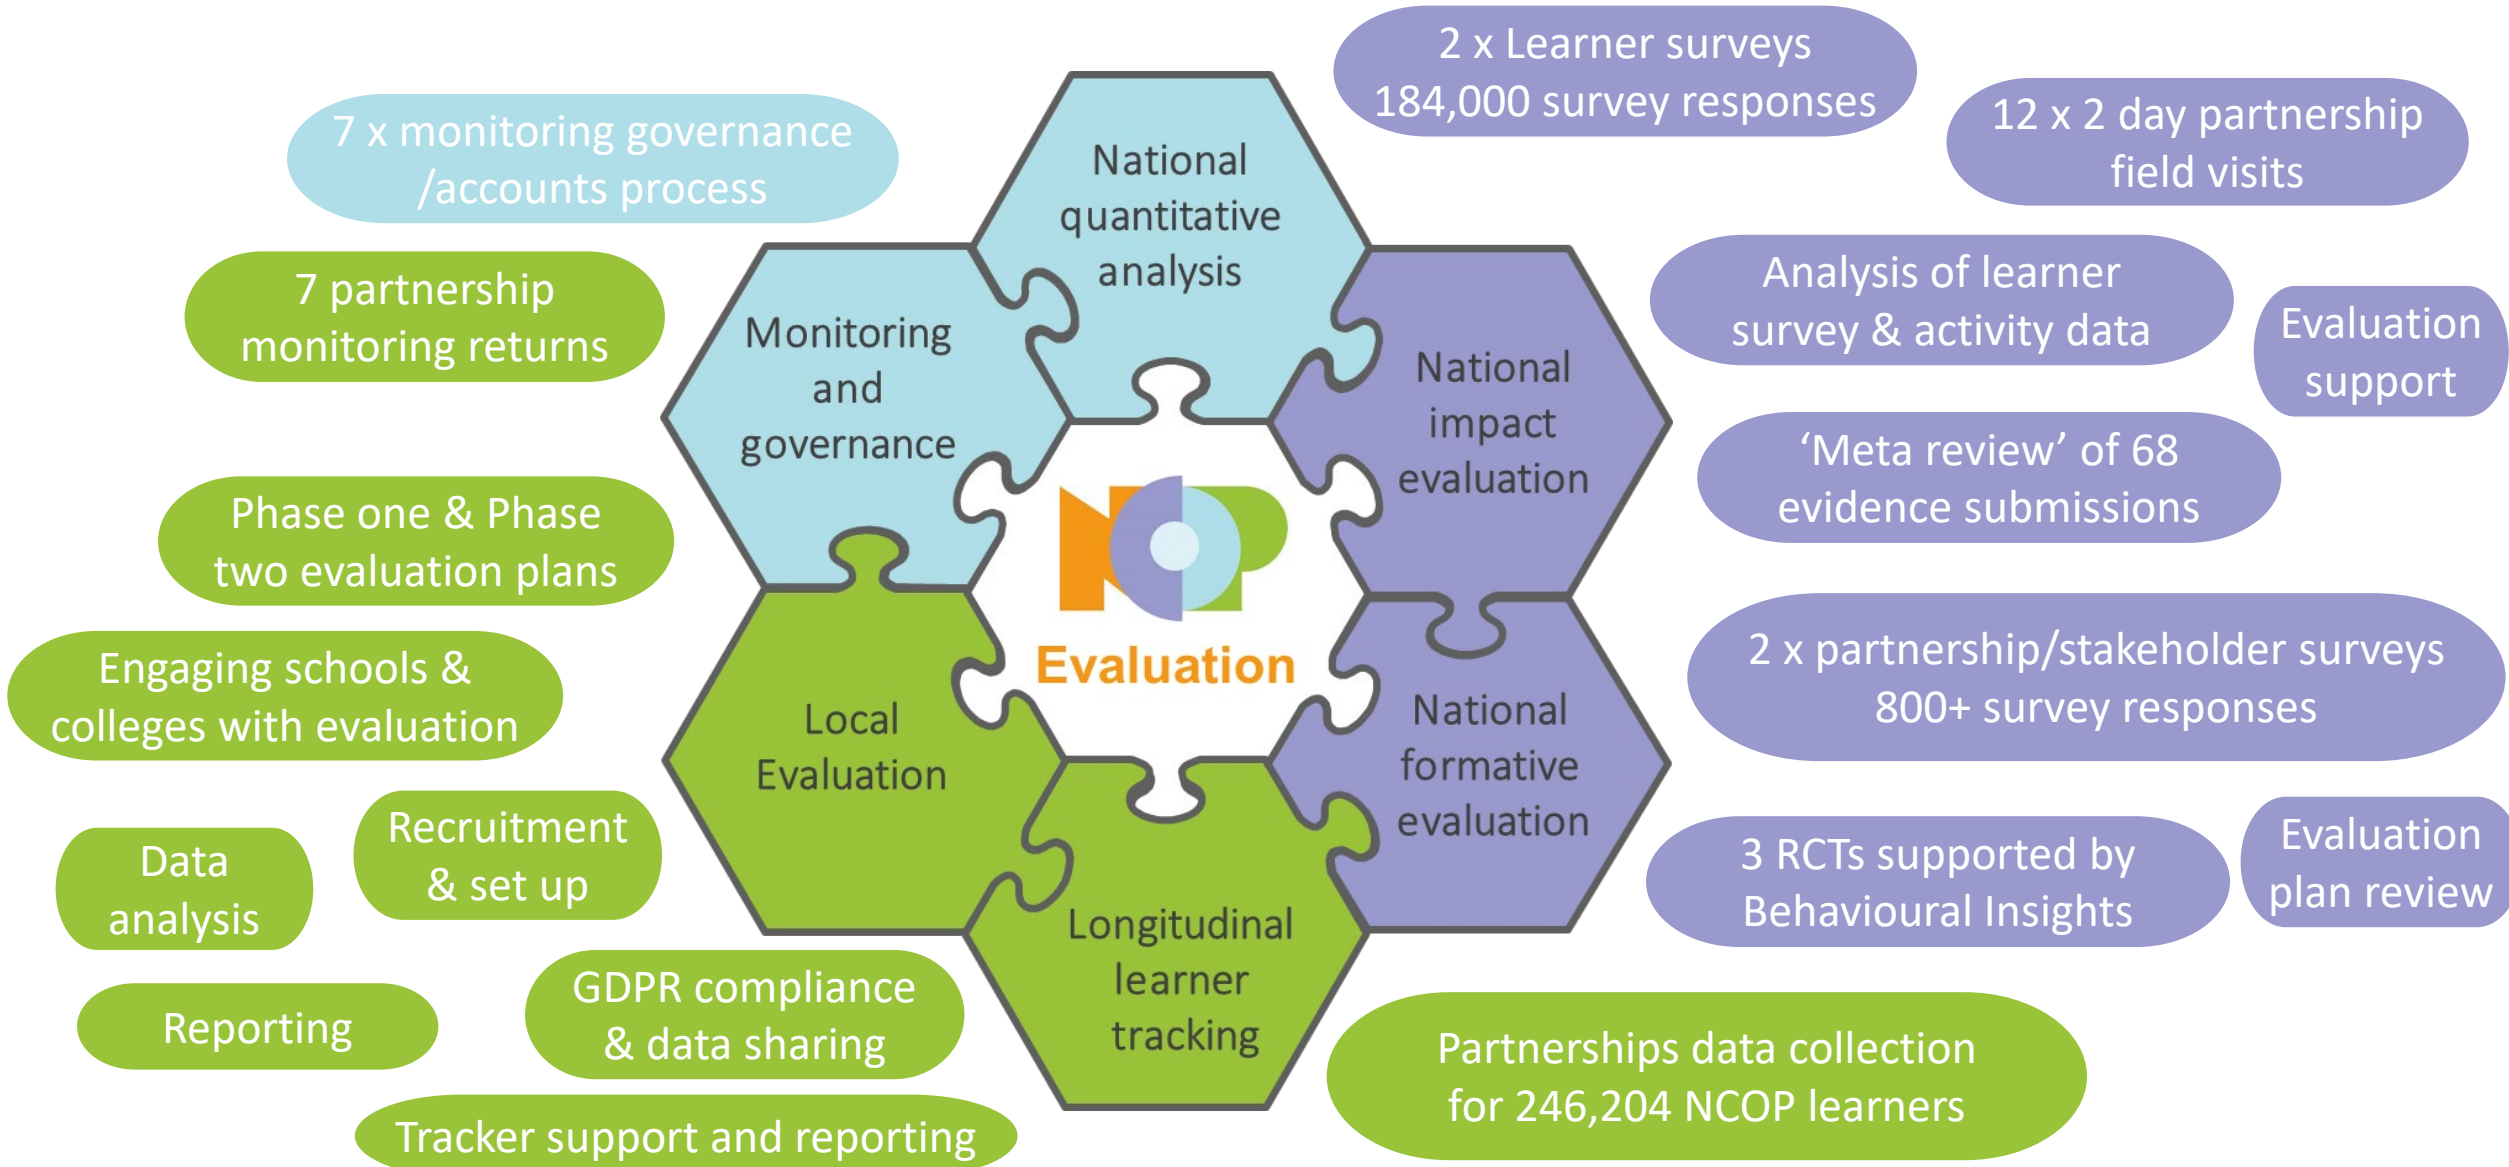 2 x Learner surveys
184,000 survey responses
7 x monitoring governance
/accounts process
12 x 2 day partnership
field visits
National
quantitative
analysis
7 partnership
monitoring returns
Analysis of learner
survey & activity data
Evaluation
support
Monitoring
and
governance
National
impact
evaluation
'Meta review' of 68
evidence submissions
Phase one & Phase
two evaluation plans
NCOP
Evaluation
2 x partnership/stakeholder surveys
800+ survey responses
Engaging schools &
colleges with evaluation
Local
Evaluation
National
formative
evaluation
Recruitment
& set up
Data
analysis
3 RCTs supported by
Behavioural Insights
Evaluation
plan review
Longitudinal
learner
tracking
GDPR compliance
& data sharing
Reporting
Partnerships data collection
for 246,204 NCOP learners
Tracker support and reporting